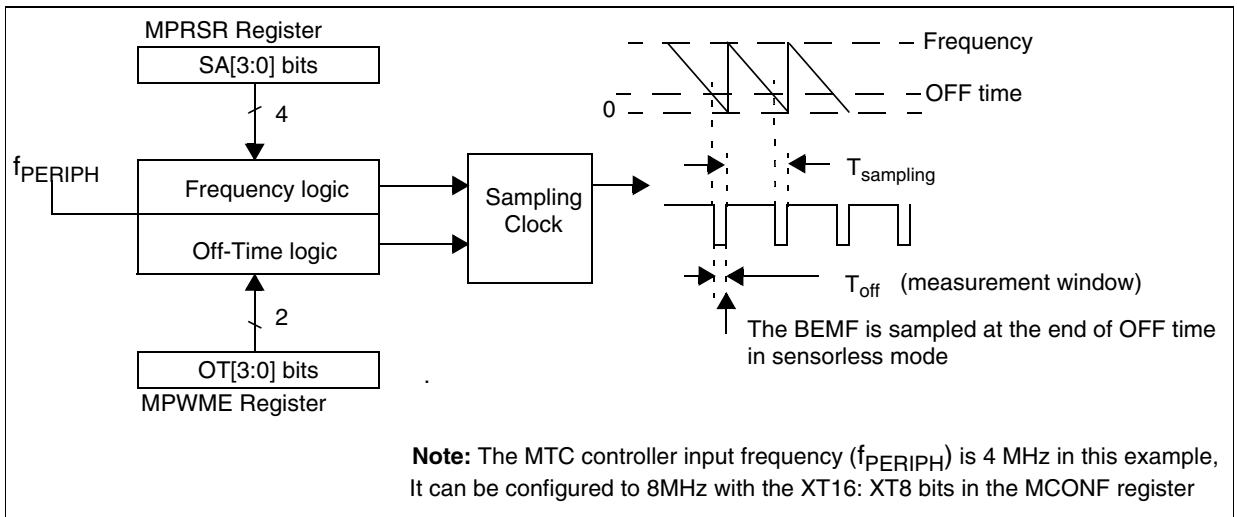 MPRSR Register
SA[3:0] bits
4
fPERIPH
Frequency logic
Off-Time logic
2
OT[3:0] bits
MPWME Register
Sampling
Clock
Frequency
OFF time
0
Tsampling
Toff (measurement window)
The BEMF is sampled at the end of OFF time
in sensorless mode
.
Note: The MTC controller input frequency (fPERIPH) is 4 MHz in this example,
It can be configured to 8MHz with the XT16: XT8 bits in the MCONF register